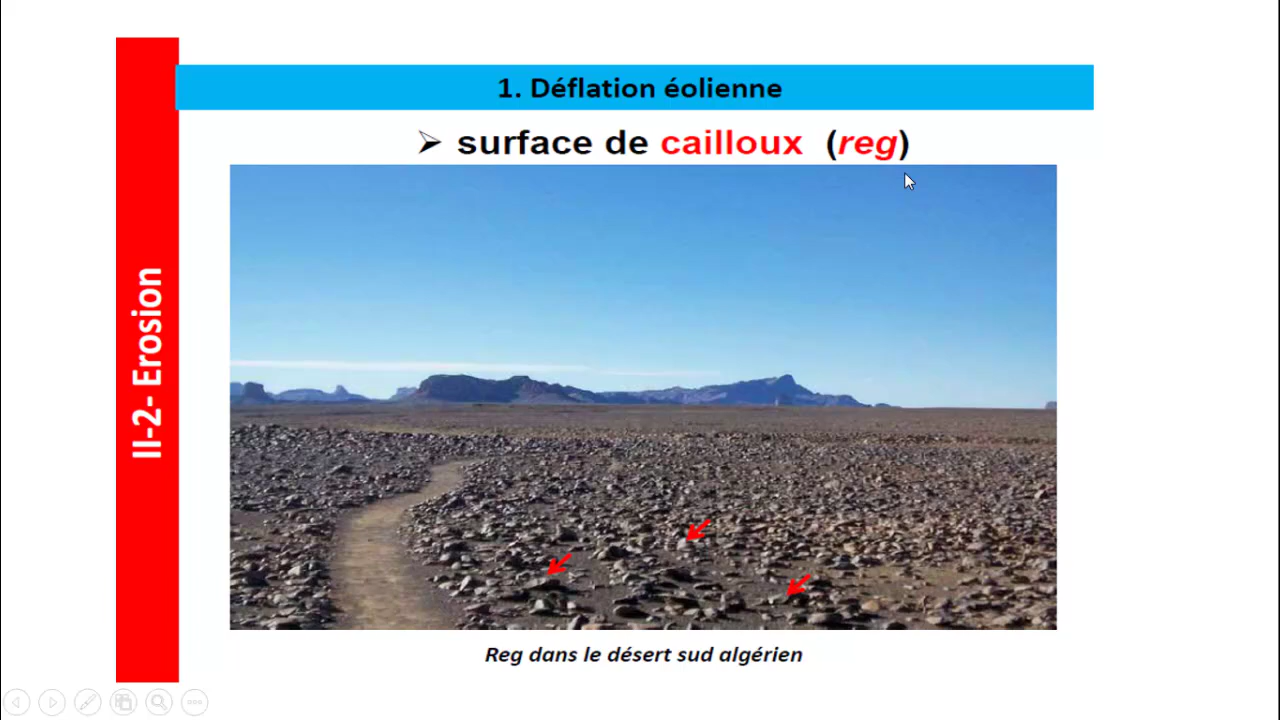 1. Déflation éolienne
➢ surface de cailloux (reg)
II-2- Erosion
Reg dans le désert sud algérien